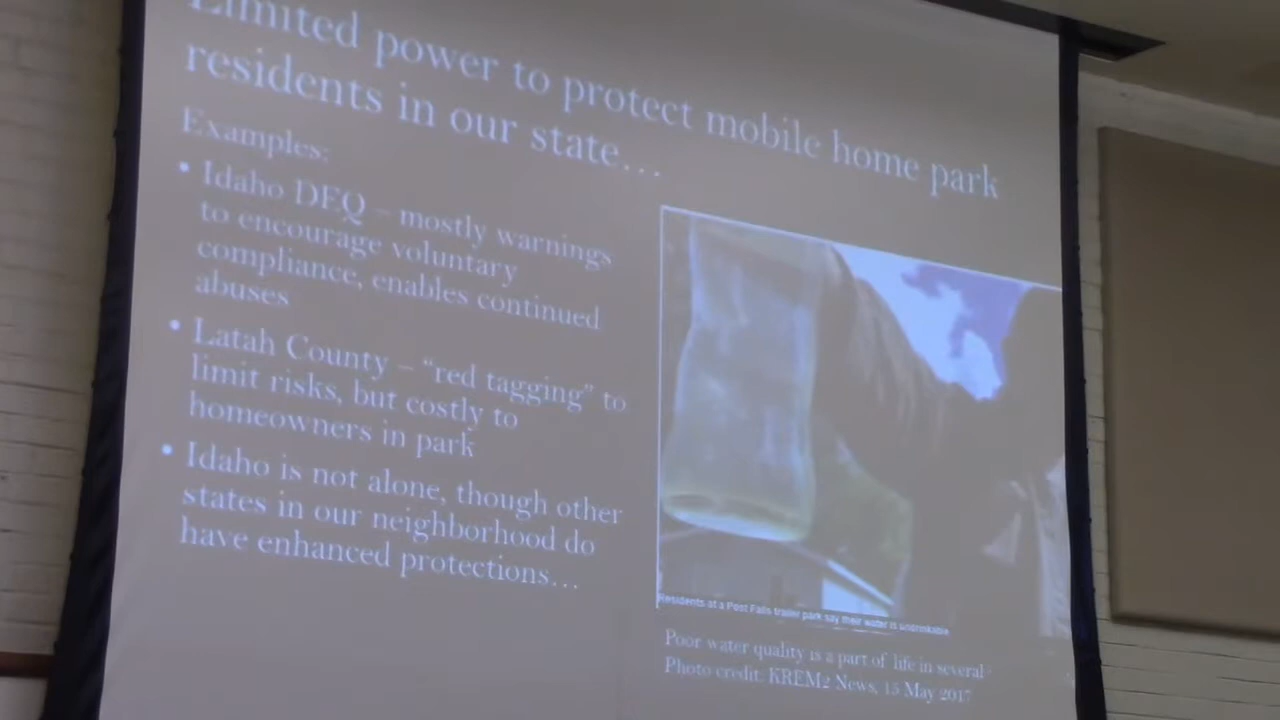 Limited power to protect mobile home park
residents in our state...
Examples:
• Idaho DEQ – mostly warnings
to encourage voluntary
compliance, enables continued
abuses
• Latah County – “red tagging” to
limit risks, but costly to
homeowners in park
• Idaho is not alone, though other
states in our neighborhood do
have enhanced protections...
Residents at a Post Falls trailer park say their water is undrinkable
Poor water quality is a part of life in several
Photo credit: KREM2 News, 15 May 2017